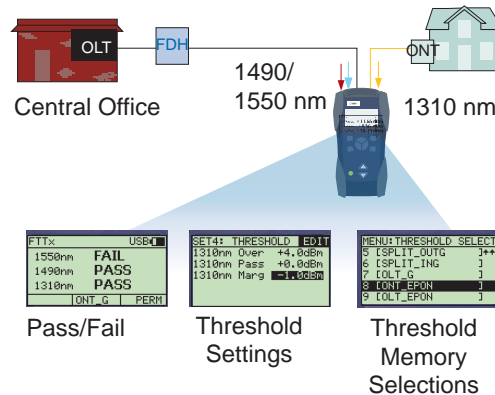 OLT
FDH
ONT
Central Office
1490/
1550 nm
1310 nm
FTTx USB
1550nm FAIL
1490nm PASS
1310nm PASS
ONT_G PERM
SET4: THRESHOLD EDIT
1310nm Over +4.0dBm
1310nm Pass +0.0dBm
1310nm Marg -1.0dBm
MENU:THRESHOLD SELECT
5 [SPLIT_OUTG ]++
6 [SPLIT_ING ]
7 [OLT_G ]
8 [ONT_EPON ]
9 [OLT_EPON ]
Pass/Fail
Threshold
Settings
Threshold
Memory
Selections